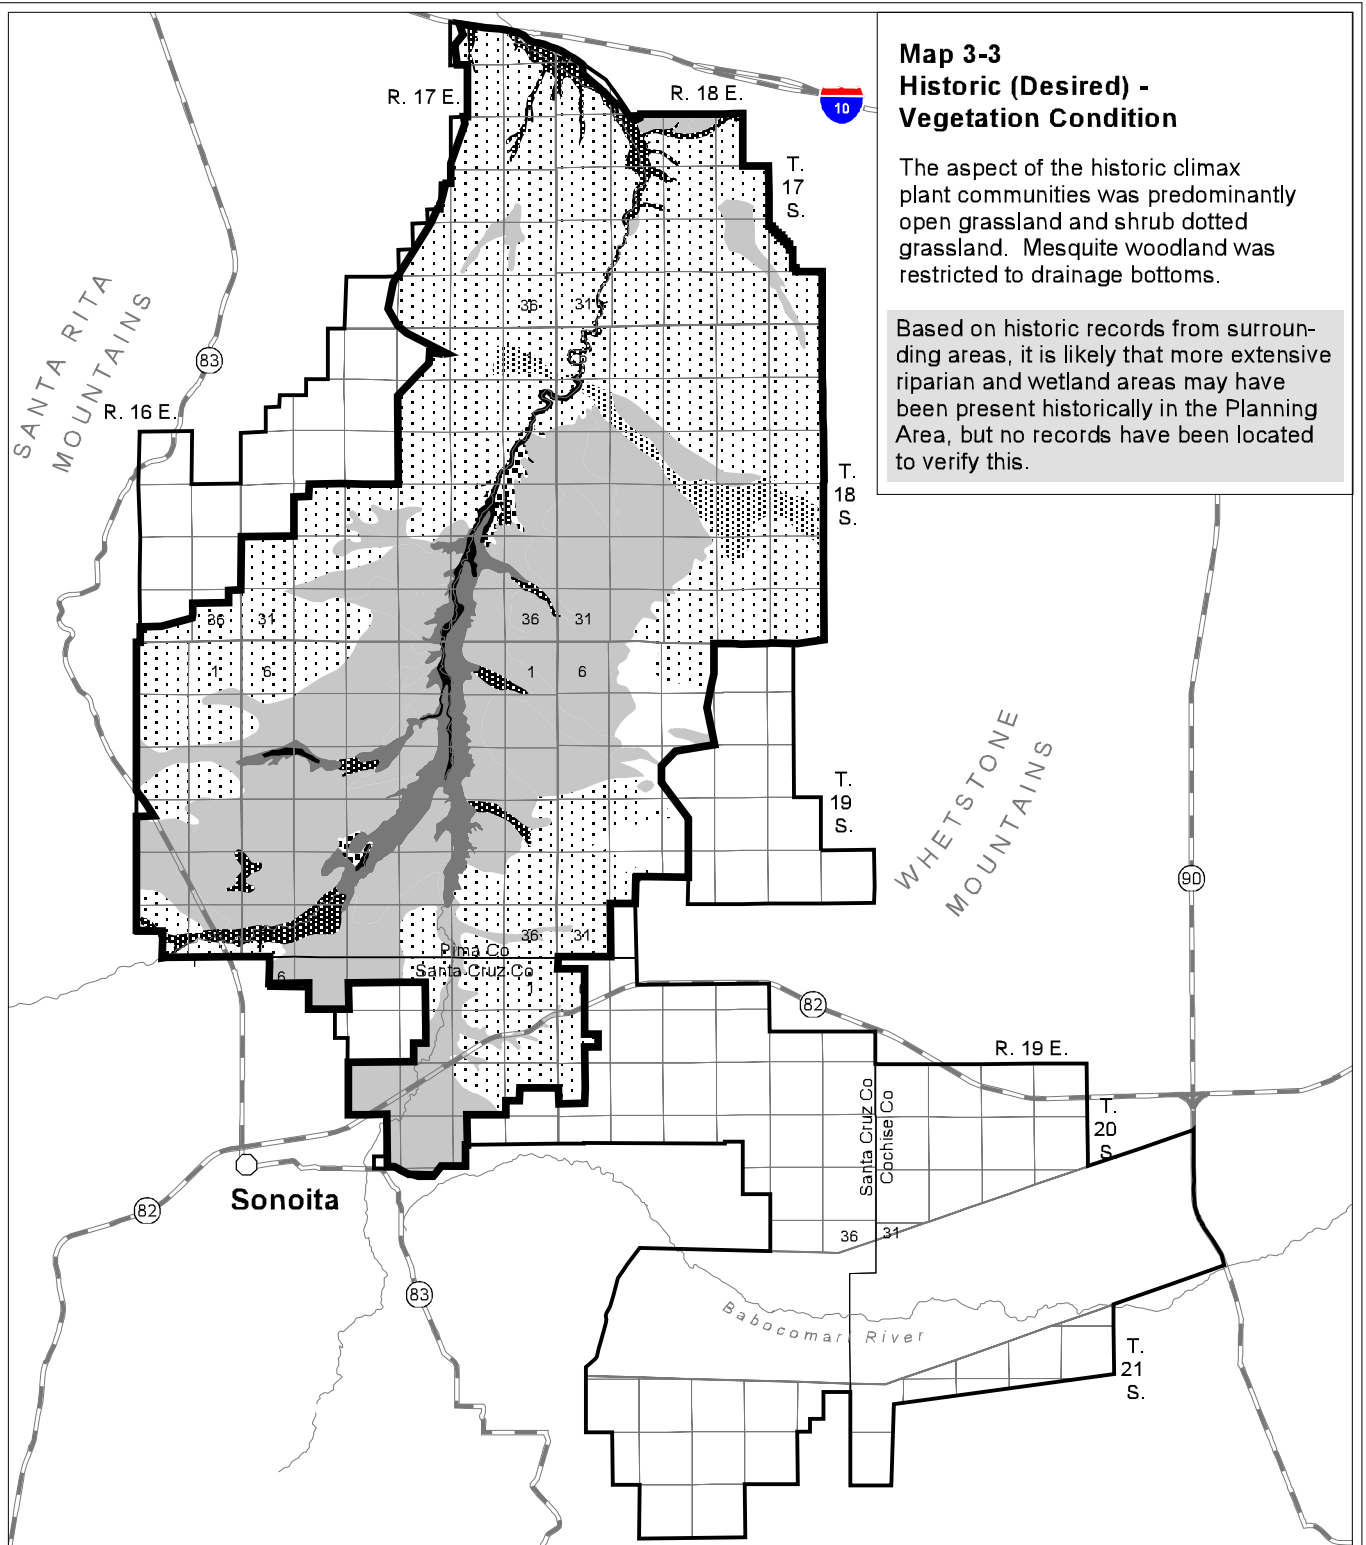 Map 3-3
Historic (Desired) -
Vegetation Condition
The aspect of the historic climax
plant communities was predominantly
open grassland and shrub dotted
grassland. Mesquite woodland was
restricted to drainage bottoms.
Based on historic records from surroun-
ding areas, it is likely that more extensive
riparian and wetland areas may have
been present historically in the Planning
Area, but no records have been located
to verify this.
R. 17 E.
R. 18 E.
10
T.
17
S.
SANTA RITA
MOUNTAINS
83
R. 16 E.
36
31
T.
18
S.
36
31
36
31
1
6
1
6
WHETSTONE
MOUNTAINS
T.
19
S.
90
36
31
Pima Co
Santa Cruz Co
6
1
82
R. 19 E.
Santa Cruz Co
Cochise Co
T.
20
S.
Sonoita
82
36
31
83
Babocomari River
T.
21
S.